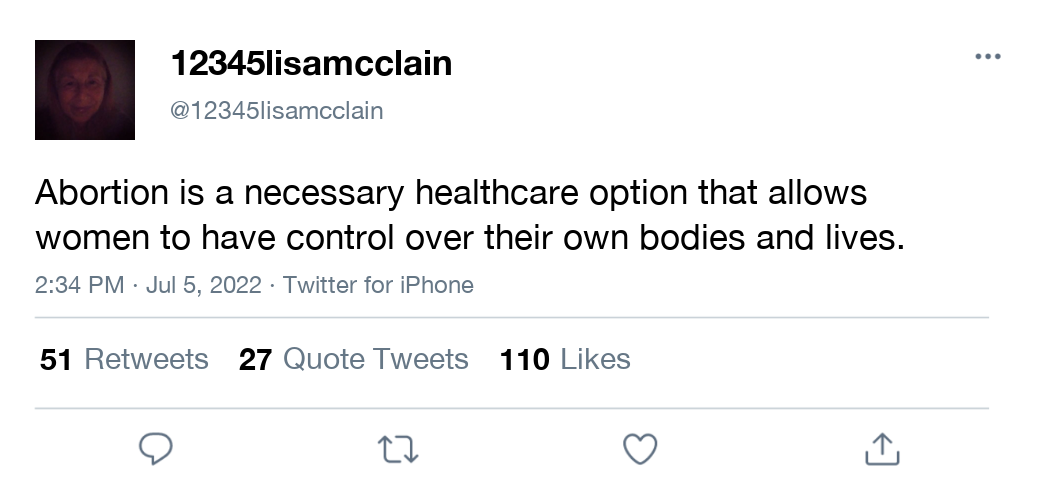 12345lisamcclain
@12345lisamcclain
Abortion is a necessary healthcare option that allows
women to have control over their own bodies and lives.
2:34 PM · Jul 5, 2022 · Twitter for iPhone
51 Retweets 27 Quote Tweets 110 Likes